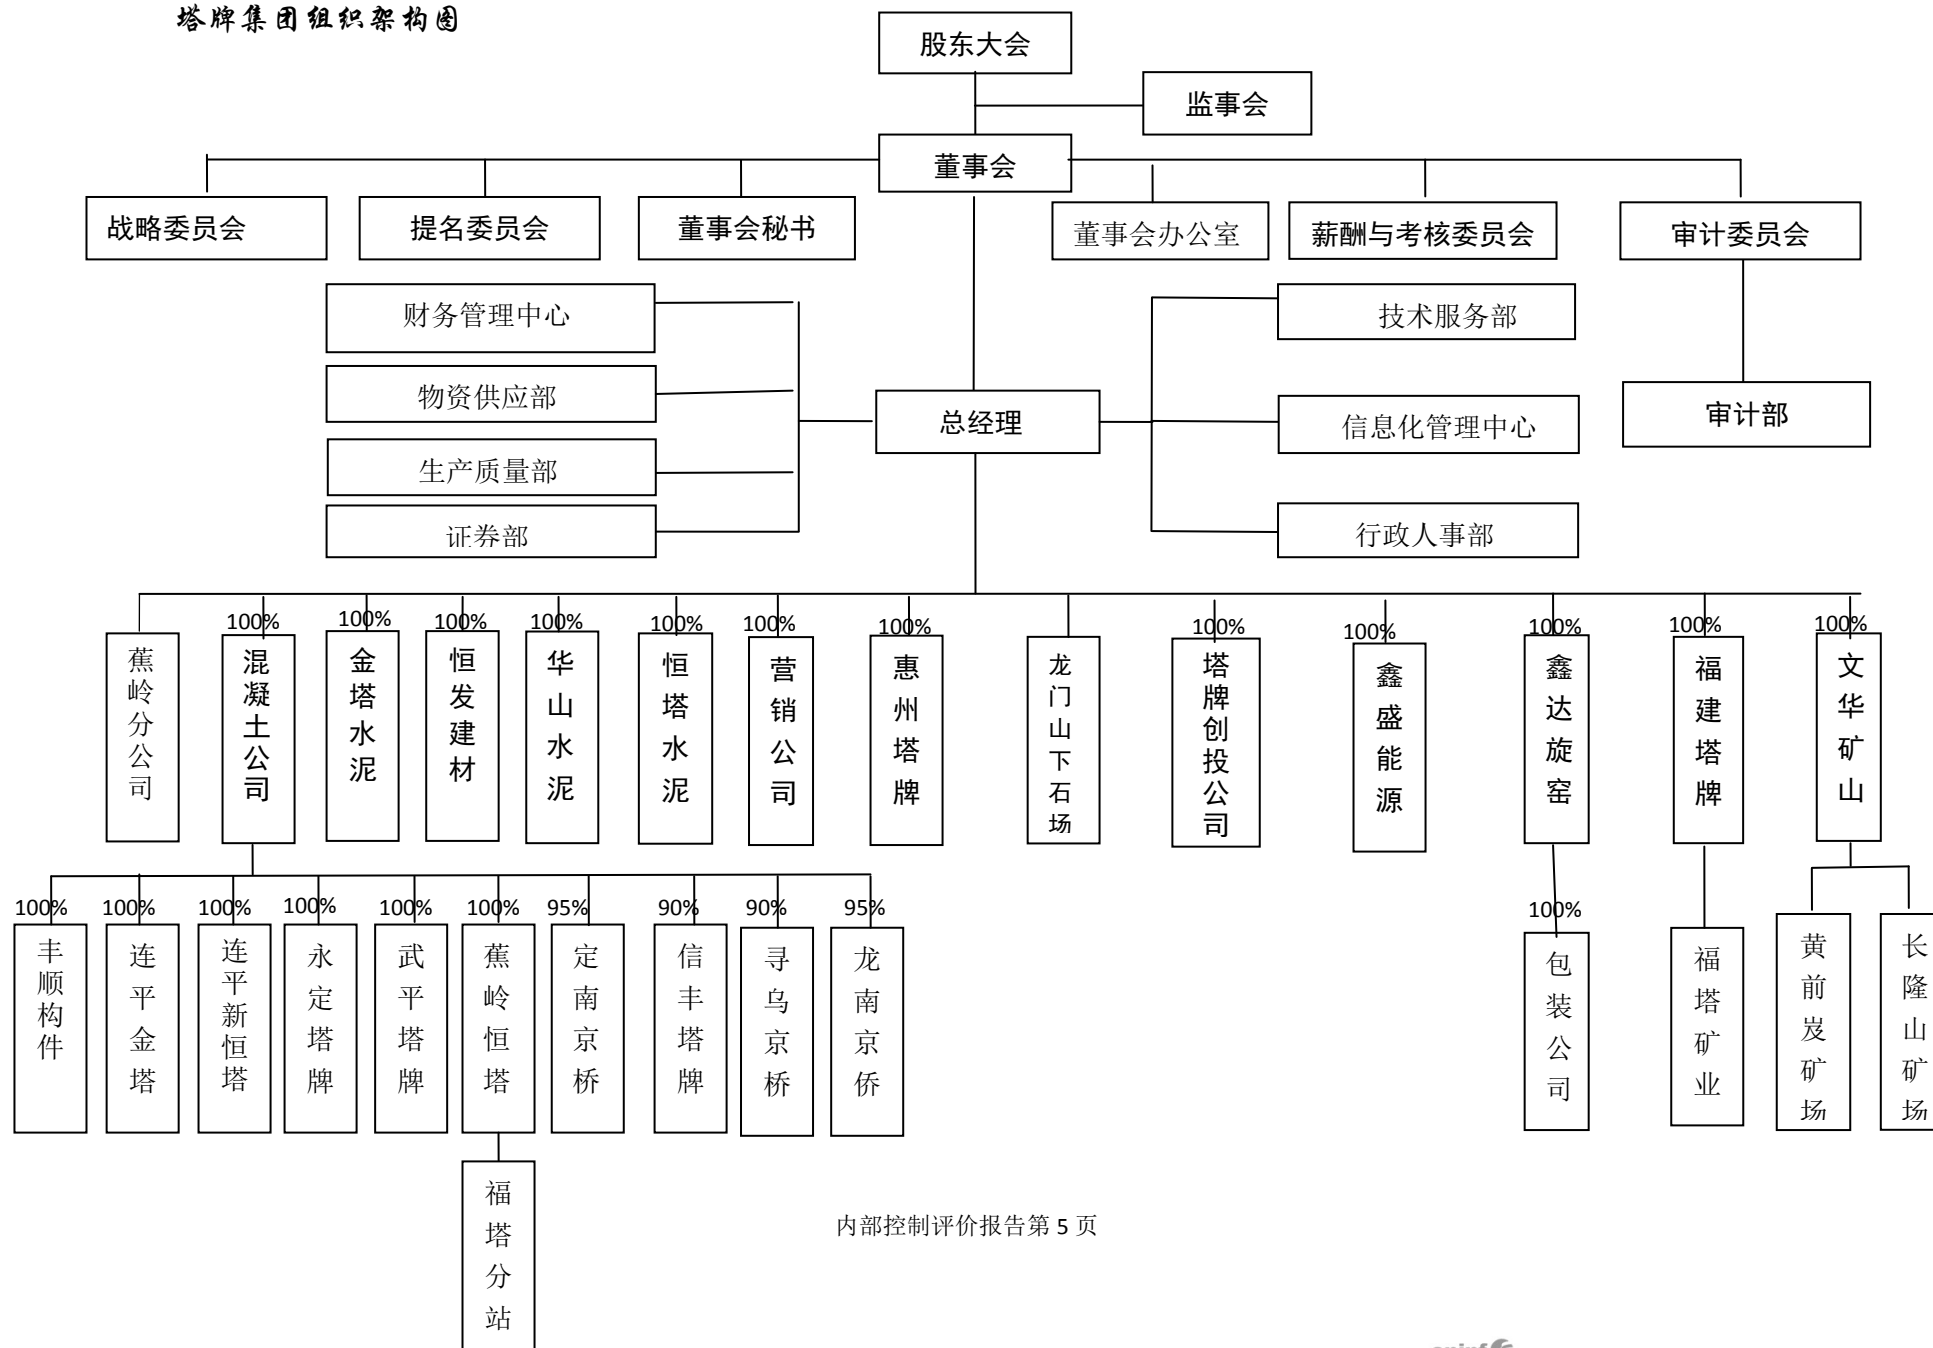 塔牌集团组织架构图
股东大会
监事会
董事会
战略委员会
提名委员会
董事会秘书
董事会办公室
薪酬与考核委员会
审计委员会
财务管理中心
技术服务部
物资供应部
总经理
信息化管理中心
审计部
生产质量部
证券部
行政人事部
蕉岭分公司
100%
混凝土公司
100%
金塔水泥
100%
恒发建材
100%
华山水泥
100%
恒塔水泥
100%
营销公司
100%
惠州塔牌
龙门山下石场
100%
塔牌创投公司
100%
鑫盛能源
100%
鑫达旋窑
100%
福建塔牌
100%
文华矿山
100%
丰顺构件
100%
连平金塔
100%
连平新恒塔
100%
永定塔牌
100%
武平塔牌
100%
蕉岭恒塔
95%
定南京桥
90%
信丰塔牌
90%
寻乌京桥
95%
龙南京侨
100%
包装公司
福塔矿业
黄前岌矿场
长隆山矿场
福塔分站
内部控制评价报告第 5 页